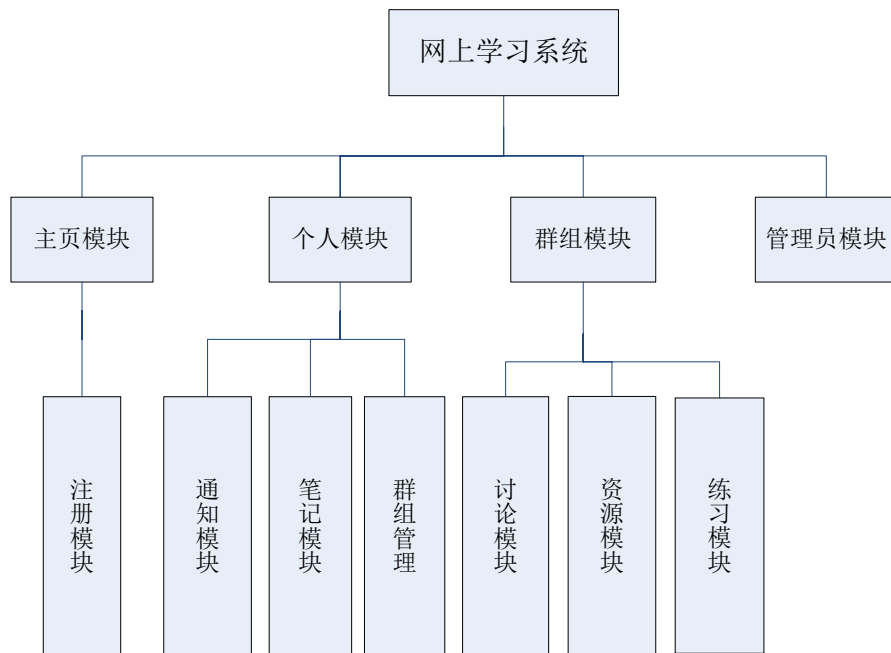 网上学习系统
主页模块
个人模块
群组模块
管理员模块
注册模块
通知模块
笔记模块
群组管理
讨论模块
资源模块
练习模块